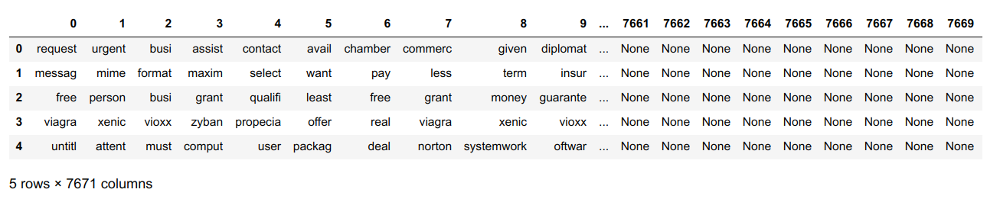 0 1 2 3 4 5 6 7 8 9 ... 7661 7662 7663 7664 7665 7666 7667 7668 7669
0 request urgent busi assist contact avail chamber commerc given diplomat ... None None None None None None None None None
1 messag mime format maxim select want pay less term insur ... None None None None None None None None None
2 free person busi grant qualifi least free grant money guarante ... None None None None None None None None None
3 viagra xenic vioxx zyban propecia offer real viagra xenic vioxx ... None None None None None None None None None
4 untitl attent must comput user packag deal norton systemwork oftwar ... None None None None None None None None None
5 rows × 7671 columns